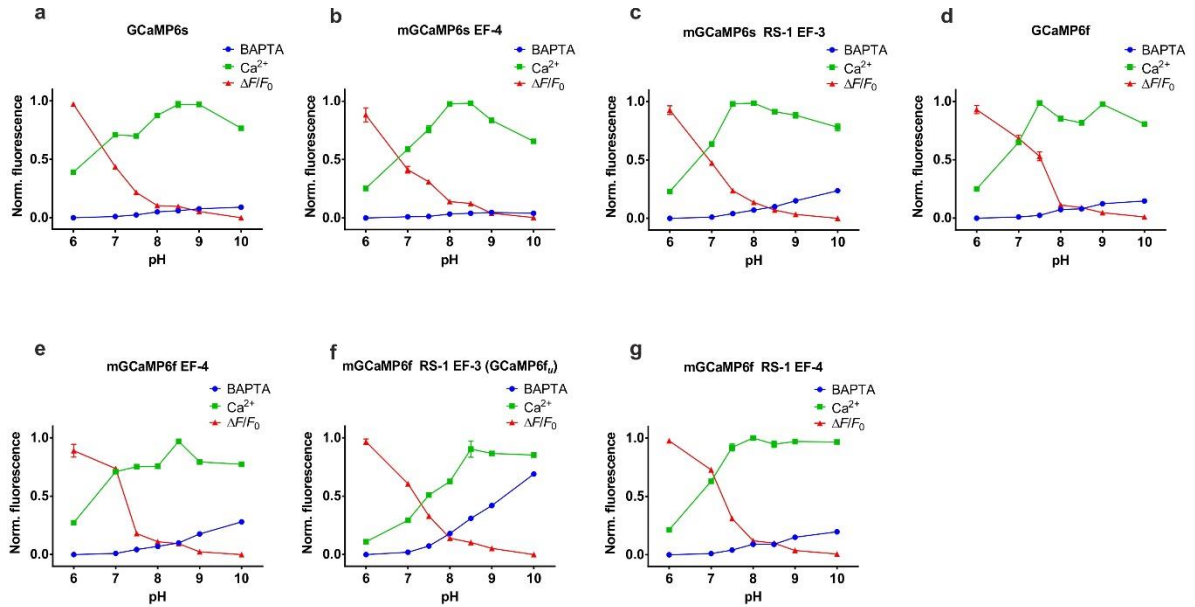 a
GCaMP6s
BAPTA
Ca²⁺
ΔF/F₀
Norm. fluorescence
1.0
0.5
0.0
6 7 8 9 10
pH
b
mGCaMP6s EF-4
BAPTA
Ca²⁺
ΔF/F₀
Norm. fluorescence
1.0
0.5
0.0
6 7 8 9 10
pH
c
mGCaMP6s RS-1 EF-3
BAPTA
Ca²⁺
ΔF/F₀
Norm. fluorescence
1.0
0.5
0.0
6 7 8 9 10
pH
d
GCaMP6f
BAPTA
Ca²⁺
ΔF/F₀
Norm. fluorescence
1.0
0.5
0.0
6 7 8 9 10
pH
e
mGCaMP6f EF-4
BAPTA
Ca²⁺
ΔF/F₀
Norm. fluorescence
1.0
0.5
0.0
6 7 8 9 10
pH
f
mGCaMP6f RS-1 EF-3 (GCaMP6fᵤ)
BAPTA
Ca²⁺
ΔF/F₀
Norm. fluorescence
1.0
0.5
0.0
6 7 8 9 10
pH
g
mGCaMP6f RS-1 EF-4
BAPTA
Ca²⁺
ΔF/F₀
Norm. fluorescence
1.0
0.5
0.0
6 7 8 9 10
pH